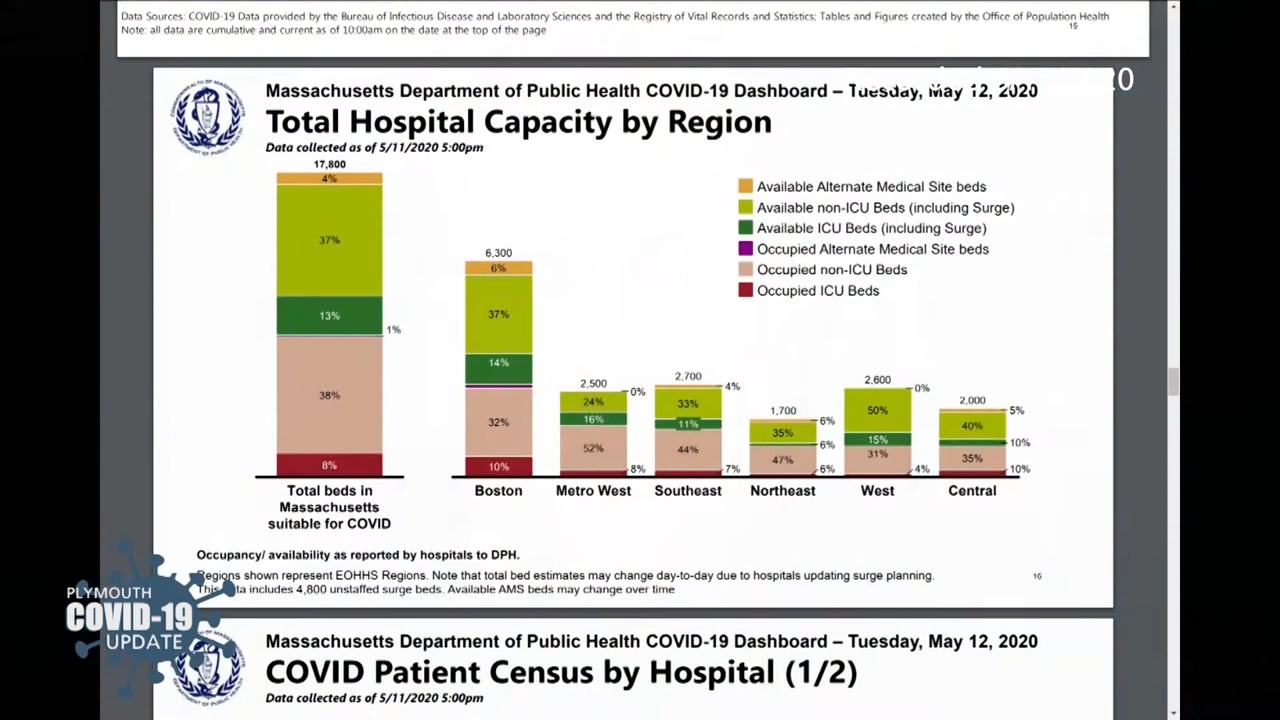 Data Sources: COVID-19 Data provided by the Bureau of Infectious Disease and Laboratory Sciences and the Registry of Vital Records and Statistics; Tables and Figures created by the Office of Population Health
Note: all data are cumulative and current as of 10:00am on the date at the top of the page
15
Massachusetts Department of Public Health COVID-19 Dashboard – Tuesday, May 12, 2020
20
Total Hospital Capacity by Region
Data collected as of 5/11/2020 5:00pm
17,800
4%
37%
13%
1%
38%
8%
Total beds in
Massachusetts
suitable for COVID
6,300
6%
37%
14%
32%
10%
Boston
2,500
0%
24%
16%
52%
8%
Metro West
2,700
4%
33%
11%
44%
7%
Southeast
1,700
6%
35%
6%
47%
6%
Northeast
2,600
0%
50%
15%
31%
4%
West
2,000
5%
40%
10%
35%
10%
Central
Available Alternate Medical Site beds
Available non-ICU Beds (including Surge)
Available ICU Beds (including Surge)
Occupied Alternate Medical Site beds
Occupied non-ICU Beds
Occupied ICU Beds
Occupancy/ availability as reported by hospitals to DPH.
Regions shown represent EOHHS Regions. Note that total bed estimates may change day-to-day due to hospitals updating surge planning.
16
This data includes 4,800 unstaffed surge beds. Available AMS beds may change over time
PLYMOUTH
COVID-19
UPDATE
Massachusetts Department of Public Health COVID-19 Dashboard – Tuesday, May 12, 2020
COVID Patient Census by Hospital (1/2)
Data collected as of 5/11/2020 5:00pm